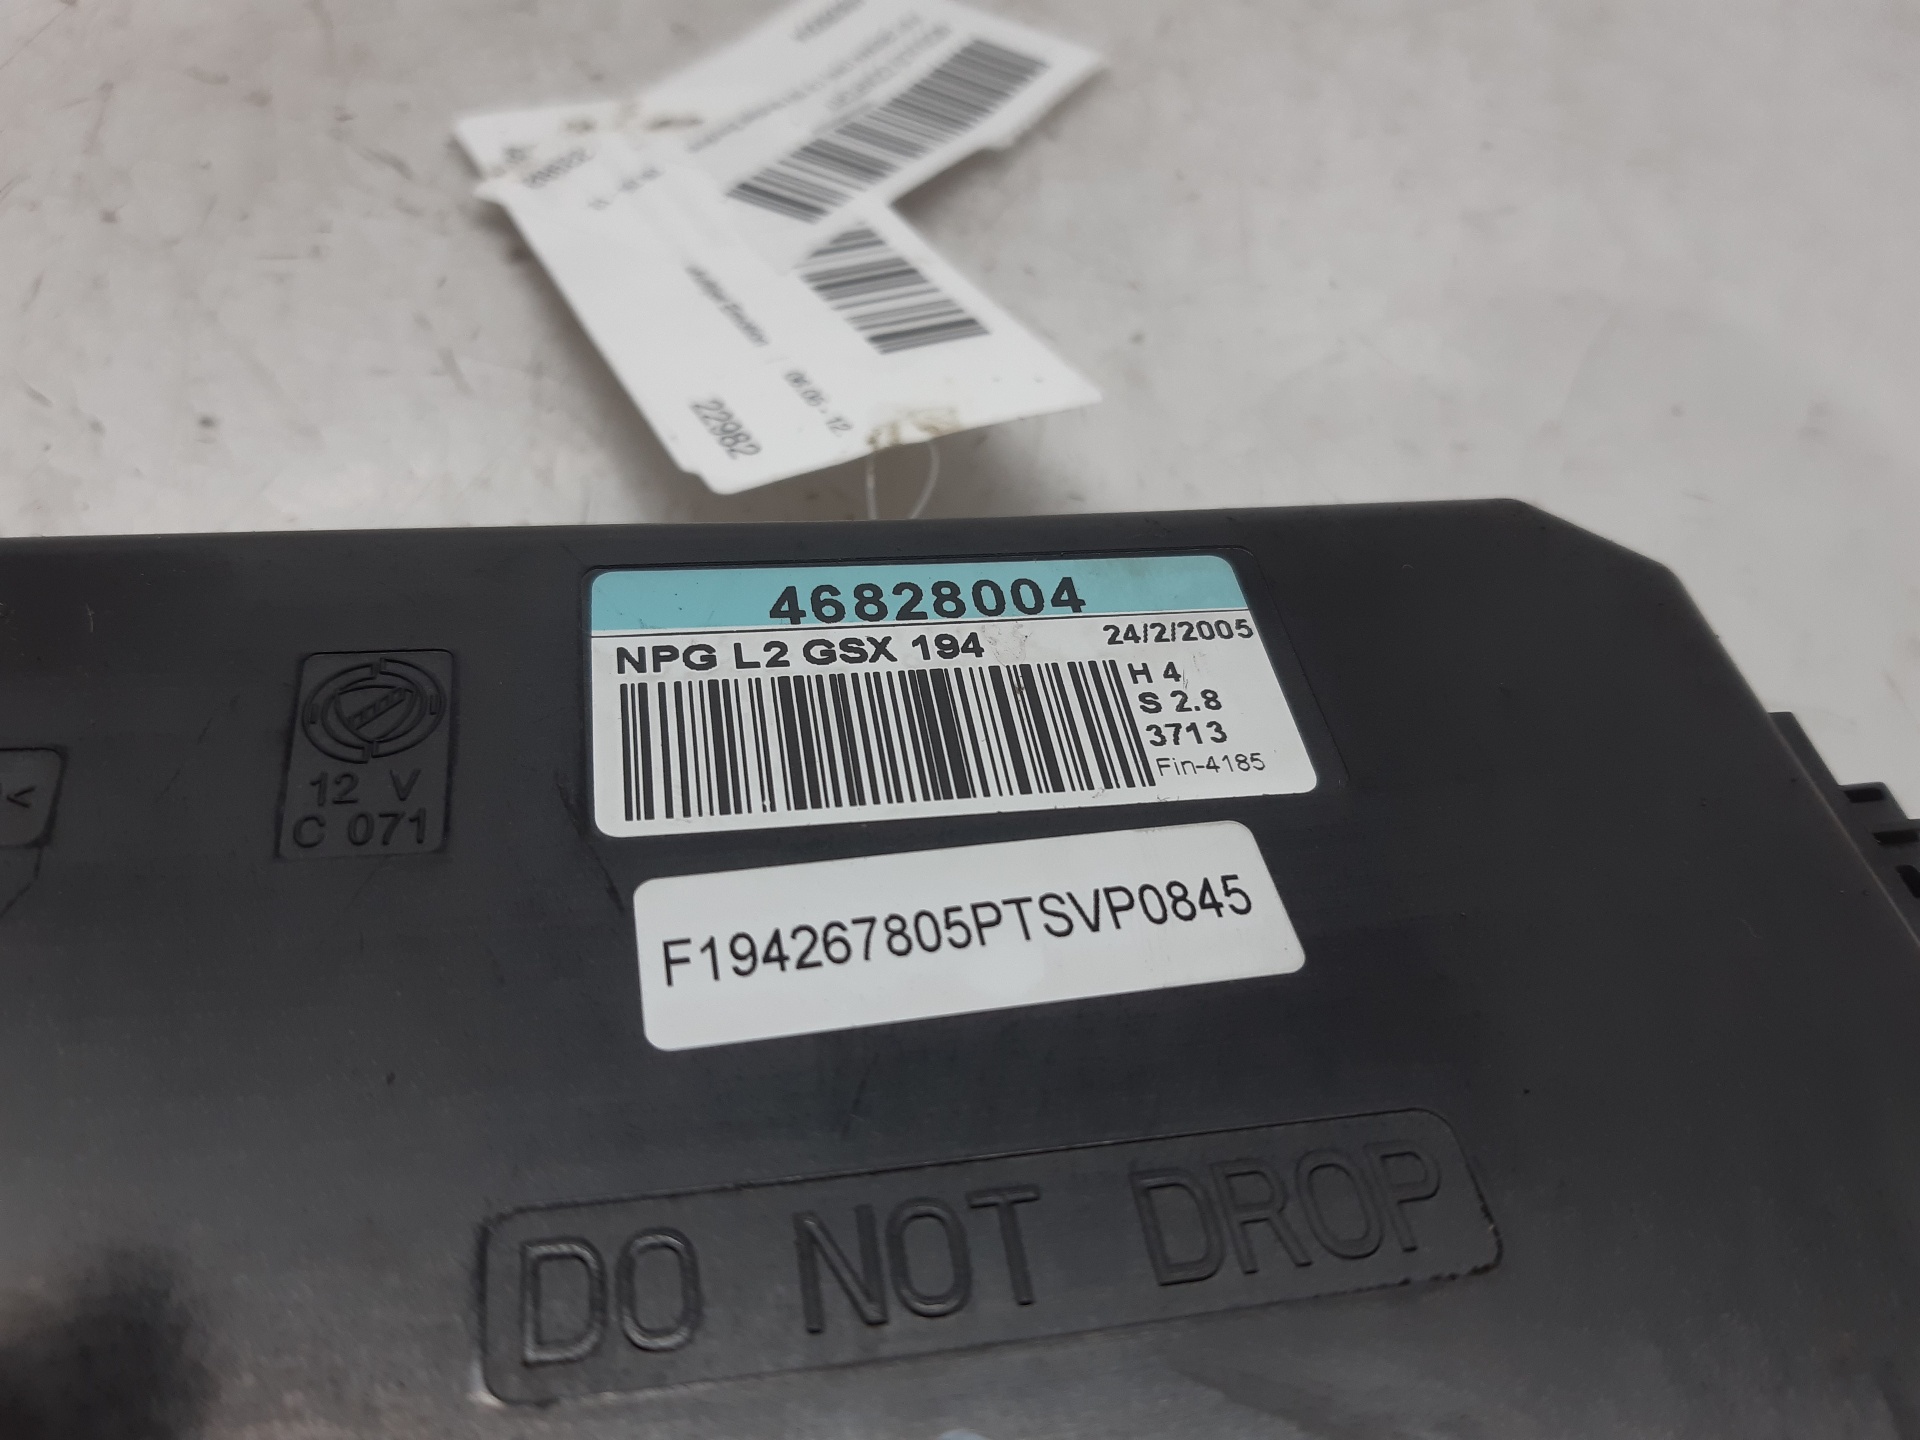 22982
46828004
NPG L2 GSX 194
24/2/2005
H 4
S 2.8
3713
Fin-4185
12 V
C 071
<
F194267805PTSVP0845
DO NOT DROP